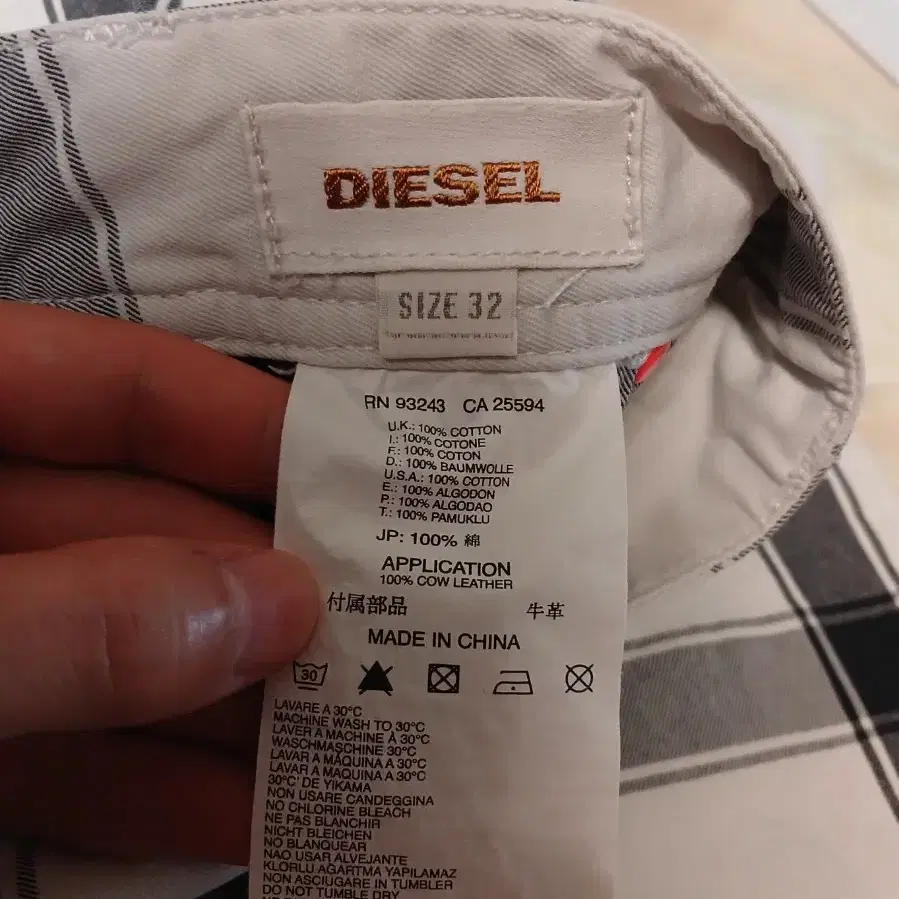 DIESEL
SIZE 32
RN 93243 CA 25594
U.K.: 100% COTTON
I.: 100% COTONE
F.: 100% COTON
D.: 100% BAUMWOLLE
U.S.A.: 100% COTTON
E.: 100% ALGODON
P.: 100% ALGODAO
T.: 100% PAMUKLU
JP: 100% 綿
APPLICATION
100% COW LEATHER
付属部品 牛革
MADE IN CHINA
30
LAVARE A 30°C
MACHINE WASH TO 30°C
LAVER A MACHINE À 30°C
WASCHMASCHINE 30°C
LAVAR A MÁQUINA A 30°C
LAVAR A MAQUINA A 30°C
30°C' DE YIKAMA
NON USARE CANDEGGINA
NO CHLORINE BLEACH
NE PAS BLANCHIR
NICHT BLEICHEN
NO BLANQUEAR
NAO USAR ALVEJANTE
KLORLU AĞARTMA YAPILAMAZ
NON ASCIUGARE IN TUMBLER
DO NOT TUMBLE DRY